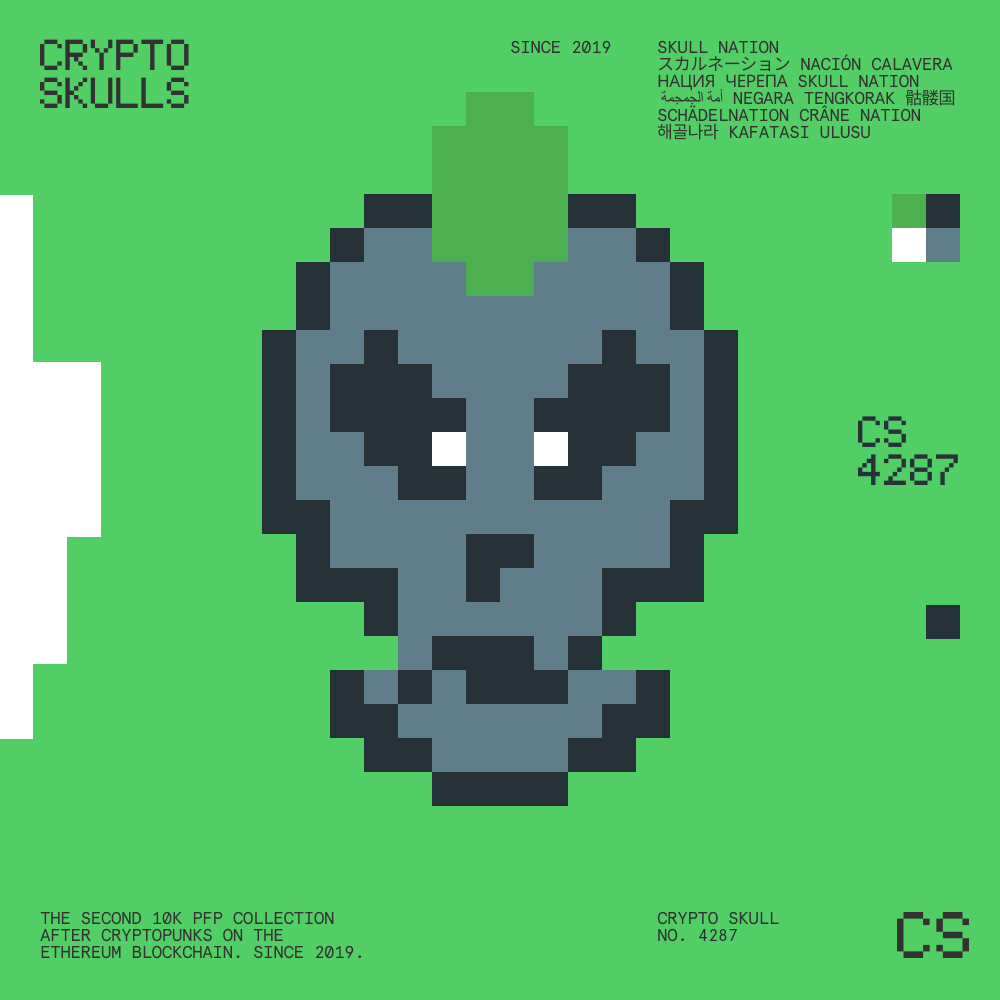 CRYPTO
SKULLS
SINCE 2019
SKULL NATION
スカルネーション NACIÓN CALAVERA
НАЦИЯ ЧЕРЕПА SKULL NATION
أمة الجمجمة NEGARA TENGKORAK 骷髅国
SCHÄDELNATION CRÂNE NATION
해골나라 KAFATASI ULUSU
CS
4287
THE SECOND 10K PFP COLLECTION
AFTER CRYPTOPUNKS ON THE
ETHEREUM BLOCKCHAIN. SINCE 2019.
CRYPTO SKULL
NO. 4287
CS